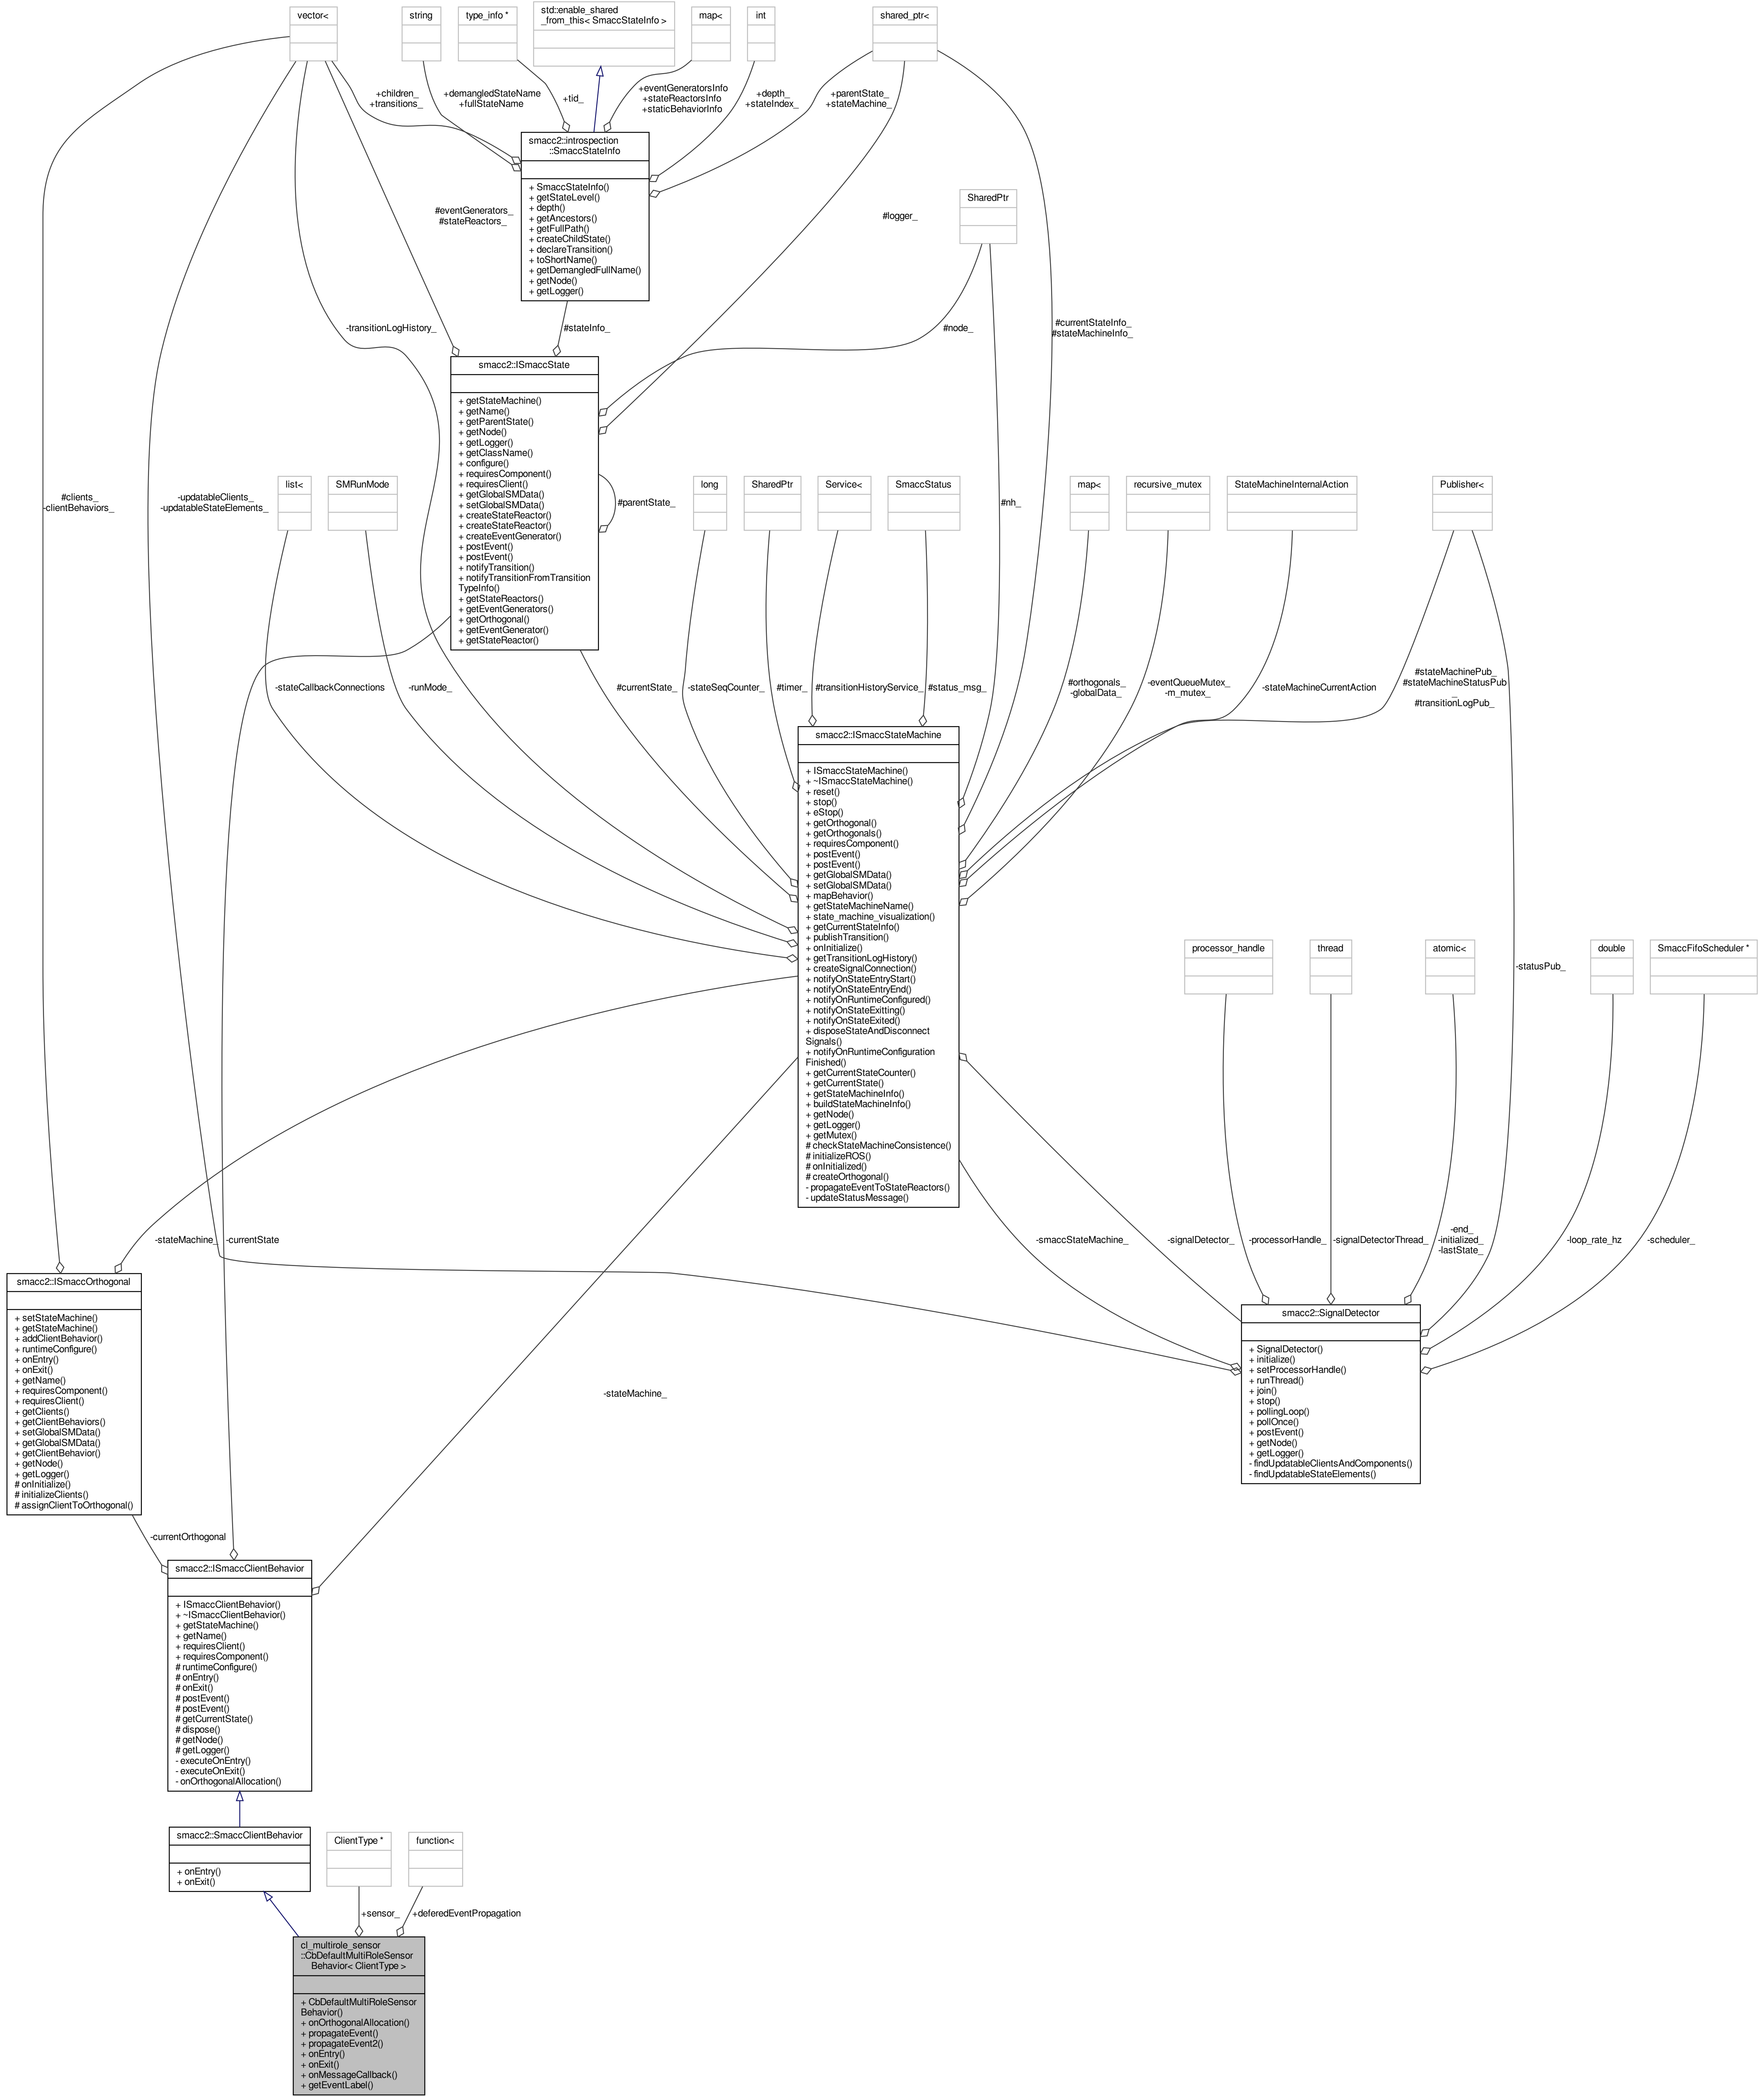 vector<
string
type_info *
std::enable_shared
_from_this< SmaccStateInfo >
map<
int
shared_ptr<
+children_
+transitions_
+demangledStateName
+fullStateName
+tid_
+eventGeneratorsInfo
+stateReactorsInfo
+staticBehaviorInfo
+depth_
+stateIndex_
+parentState_
+stateMachine_
smacc2::introspection
::SmaccStateInfo
+ SmaccStateInfo()
+ getStateLevel()
+ depth()
+ getAncestors()
+ getFullPath()
+ createChildState()
+ declareTransition()
+ toShortName()
+ getDemangledFullName()
+ getNode()
+ getLogger()
SharedPtr
#eventGenerators_
#stateReactors_
#logger_
-transitionLogHistory_
#stateInfo_
#node_
#currentStateInfo_
#stateMachineInfo_
smacc2::ISmaccState
+ getStateMachine()
+ getName()
+ getParentState()
+ getNode()
+ getLogger()
+ getClassName()
+ configure()
+ requiresComponent()
+ requiresClient()
+ getGlobalSMData()
+ setGlobalSMData()
+ createStateReactor()
+ createStateReactor()
+ createEventGenerator()
+ postEvent()
+ postEvent()
+ notifyTransition()
+ notifyTransitionFromTransition
TypeInfo()
+ getStateReactors()
+ getEventGenerators()
+ getOrthogonal()
+ getEventGenerator()
+ getStateReactor()
#parentState_
#clients_
-clientBehaviors_
-updatableClients_
-updatableStateElements_
list<
SMRunMode
long
SharedPtr
Service<
SmaccStatus
#nh_
map<
recursive_mutex
StateMachineInternalAction
Publisher<
-stateCallbackConnections
-runMode_
#currentState_
-stateSeqCounter_
#timer_
#transitionHistoryService_
#status_msg_
#orthogonals_
-globalData_
-eventQueueMutex_
-m_mutex_
-stateMachineCurrentAction
#stateMachinePub_
#stateMachineStatusPub
_
#transitionLogPub_
smacc2::ISmaccStateMachine
+ ISmaccStateMachine()
+ ~ISmaccStateMachine()
+ reset()
+ stop()
+ eStop()
+ getOrthogonal()
+ getOrthogonals()
+ requiresComponent()
+ postEvent()
+ postEvent()
+ getGlobalSMData()
+ setGlobalSMData()
+ mapBehavior()
+ getStateMachineName()
+ state_machine_visualization()
+ getCurrentStateInfo()
+ publishTransition()
+ onInitialize()
+ getTransitionLogHistory()
+ createSignalConnection()
+ notifyOnStateEntryStart()
+ notifyOnStateEntryEnd()
+ notifyOnRuntimeConfigured()
+ notifyOnStateExitting()
+ notifyOnStateExited()
+ disposeStateAndDisconnect
Signals()
+ notifyOnRuntimeConfiguration
Finished()
+ getCurrentStateCounter()
+ getCurrentState()
+ getStateMachineInfo()
+ buildStateMachineInfo()
+ getNode()
+ getLogger()
+ getMutex()
# checkStateMachineConsistence()
# initializeROS()
# onInitialized()
# createOrthogonal()
- propagateEventToStateReactors()
- updateStatusMessage()
processor_handle
thread
atomic<
double
SmaccFifoScheduler *
-statusPub_
-stateMachine_
-currentState
-smaccStateMachine_
-signalDetector_
-processorHandle_
-signalDetectorThread_
-end_
-initialized_
-lastState_
-loop_rate_hz
-scheduler_
smacc2::ISmaccOrthogonal
+ setStateMachine()
+ getStateMachine()
+ addClientBehavior()
+ runtimeConfigure()
+ onEntry()
+ onExit()
+ getName()
+ requiresComponent()
+ requiresClient()
+ getClients()
+ getClientBehaviors()
+ setGlobalSMData()
+ getGlobalSMData()
+ getClientBehavior()
+ getNode()
+ getLogger()
# onInitialize()
# initializeClients()
# assignClientToOrthogonal()
smacc2::SignalDetector
+ SignalDetector()
+ initialize()
+ setProcessorHandle()
+ runThread()
+ join()
+ stop()
+ pollingLoop()
+ pollOnce()
+ postEvent()
+ getNode()
+ getLogger()
- findUpdatableClientsAndComponents()
- findUpdatableStateElements()
-stateMachine_
-currentOrthogonal
smacc2::ISmaccClientBehavior
+ ISmaccClientBehavior()
+ ~ISmaccClientBehavior()
+ getStateMachine()
+ getName()
+ requiresClient()
+ requiresComponent()
# runtimeConfigure()
# onEntry()
# onExit()
# postEvent()
# postEvent()
# getCurrentState()
# dispose()
# getNode()
# getLogger()
- executeOnEntry()
- executeOnExit()
- onOrthogonalAllocation()
smacc2::SmaccClientBehavior
+ onEntry()
+ onExit()
ClientType *
function<
+sensor_
+deferedEventPropagation
cl_multirole_sensor
::CbDefaultMultiRoleSensor
Behavior< ClientType >
+ CbDefaultMultiRoleSensor
Behavior()
+ onOrthogonalAllocation()
+ propagateEvent()
+ propagateEvent2()
+ onEntry()
+ onExit()
+ onMessageCallback()
+ getEventLabel()